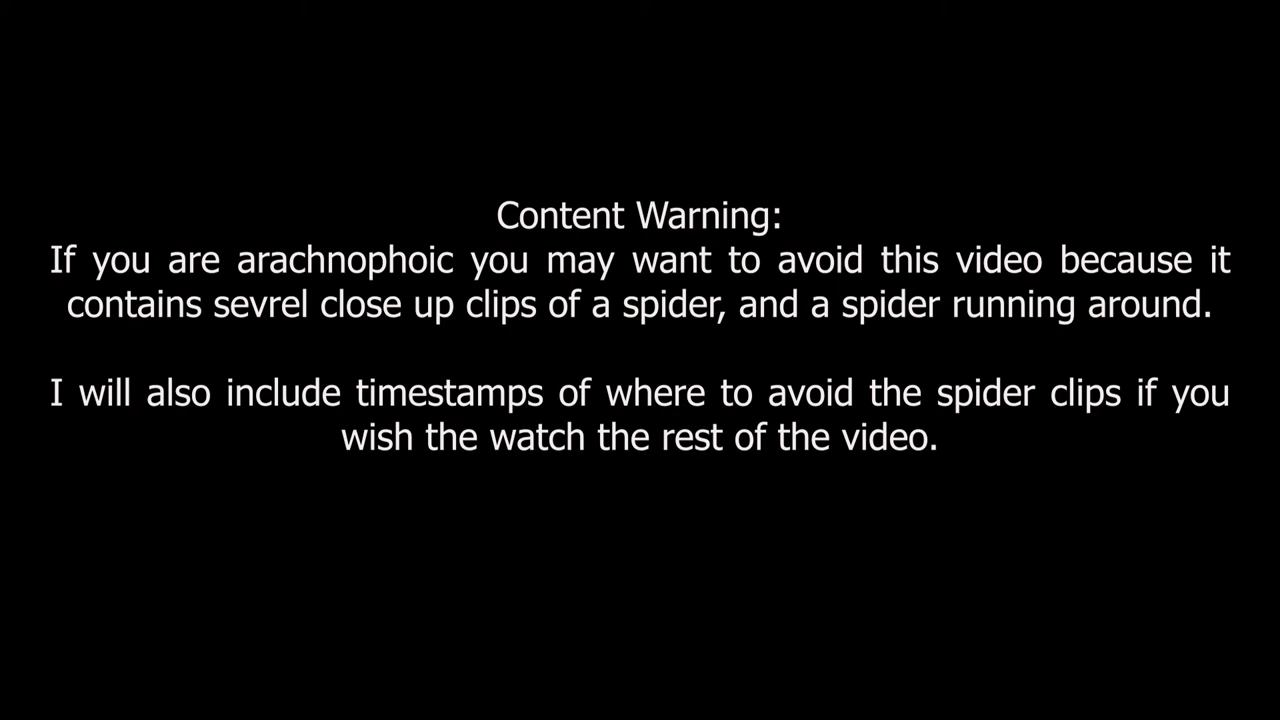 Content Warning:
If you are arachnophoic you may want to avoid this video because it
contains sevrel close up clips of a spider, and a spider running around.
I will also include timestamps of where to avoid the spider clips if you
wish the watch the rest of the video.